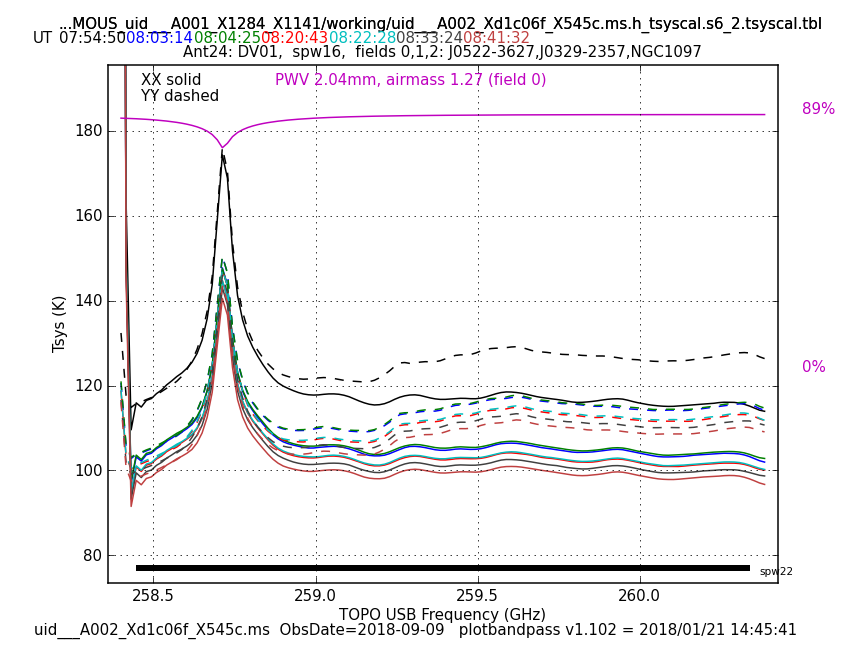 ...MOUS_uid___A001_X1284_X1141/working/uid___A002_Xd1c06f_X545c.ms.h_tsyscal.s6_2.tsyscal.tbl
UT 07:54:50 08:03:14 08:04:25 08:20:43 08:22:28 08:33:24 08:41:32
Ant24: DV01, spw16, fields 0,1,2: J0522-3627,J0329-2357,NGC1097
XX solid
YY dashed
PWV 2.04mm, airmass 1.27 (field 0)
89%
0%
180
160
140
120
100
80
Tsys (K)
spw22
258.5 259.0 259.5 260.0
TOPO USB Frequency (GHz)
uid___A002_Xd1c06f_X545c.ms ObsDate=2018-09-09 plotbandpass v1.102 = 2018/01/21 14:45:41